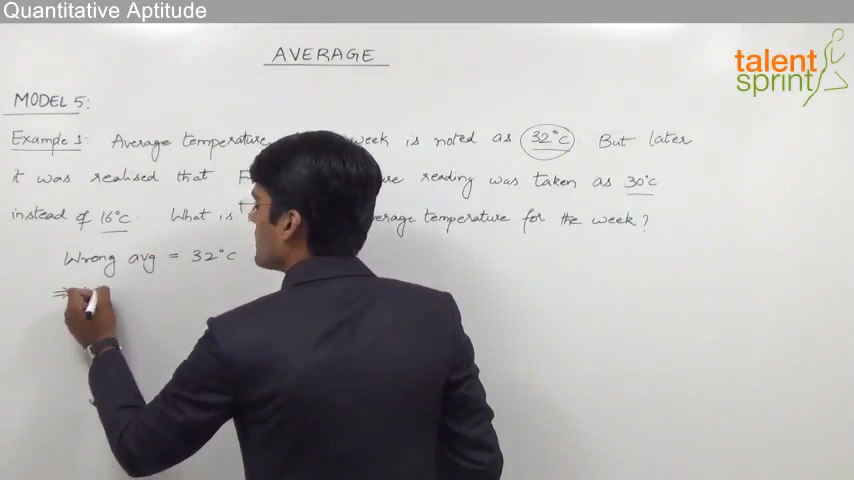 Quantitative Aptitude
AVERAGE
talent
sprint
MODEL 5:
Example 1: Average temperature week is noted as 32°C. But later
it was realised that reading was taken as 30°C
instead of 16°C. What is average temperature for the week?
Wrong avg = 32°C
⇒